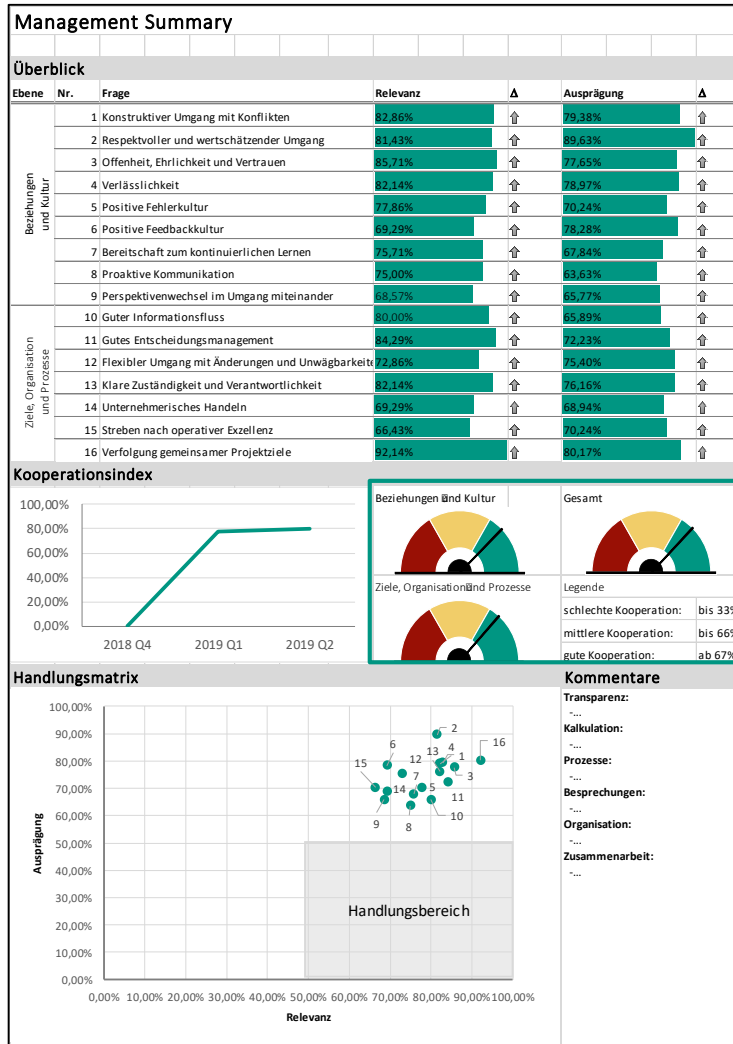 Management Summary
Überblick
Ebene Nr. Frage Relevanz Δ Ausprägung Δ
Beziehungen und Kultur
1 Konstruktiver Umgang mit Konflikten 82,86% 79,38%
2 Respektvoller und wertschätzender Umgang 81,43% 89,63%
3 Offenheit, Ehrlichkeit und Vertrauen 85,71% 77,65%
4 Verlässlichkeit 82,14% 78,97%
5 Positive Fehlerkultur 77,86% 70,24%
6 Positive Feedbackkultur 69,29% 78,28%
7 Bereitschaft zum kontinuierlichen Lernen 75,71% 67,84%
8 Proaktive Kommunikation 75,00% 63,63%
9 Perspektivenwechsel im Umgang miteinander 68,57% 65,77%
Ziele, Organisation und Prozesse
10 Guter Informationsfluss 80,00% 65,89%
11 Gutes Entscheidungsmanagement 84,29% 72,23%
12 Flexibler Umgang mit Änderungen und Unwägbarkeite 72,86% 75,40%
13 Klare Zuständigkeit und Verantwortlichkeit 82,14% 76,16%
14 Unternehmerisches Handeln 69,29% 68,94%
15 Streben nach operativer Exzellenz 66,43% 70,24%
16 Verfolgung gemeinsamer Projektziele 92,14% 80,17%
Kooperationsindex
100,00%
80,00%
60,00%
40,00%
20,00%
0,00%
2018 Q4 2019 Q1 2019 Q2
Beziehungen und Kultur
Gesamt
Ziele, Organisation und Prozesse
Legende
schlechte Kooperation: bis 33%
mittlere Kooperation: bis 66%
gute Kooperation: ab 67%
Handlungsmatrix
100,00%
90,00%
80,00%
70,00%
60,00%
50,00%
40,00%
30,00%
20,00%
10,00%
0,00%
Ausprägung
2
6 12 13 4 1 16
15 14 7 5 3
9 8 11
10
Handlungsbereich
0,00% 10,00% 20,00% 30,00% 40,00% 50,00% 60,00% 70,00% 80,00% 90,00% 100,00%
Relevanz
Kommentare
Transparenz:
-...
Kalkulation:
-...
Prozesse:
-...
Besprechungen:
-...
Organisation:
-...
Zusammenarbeit:
-...